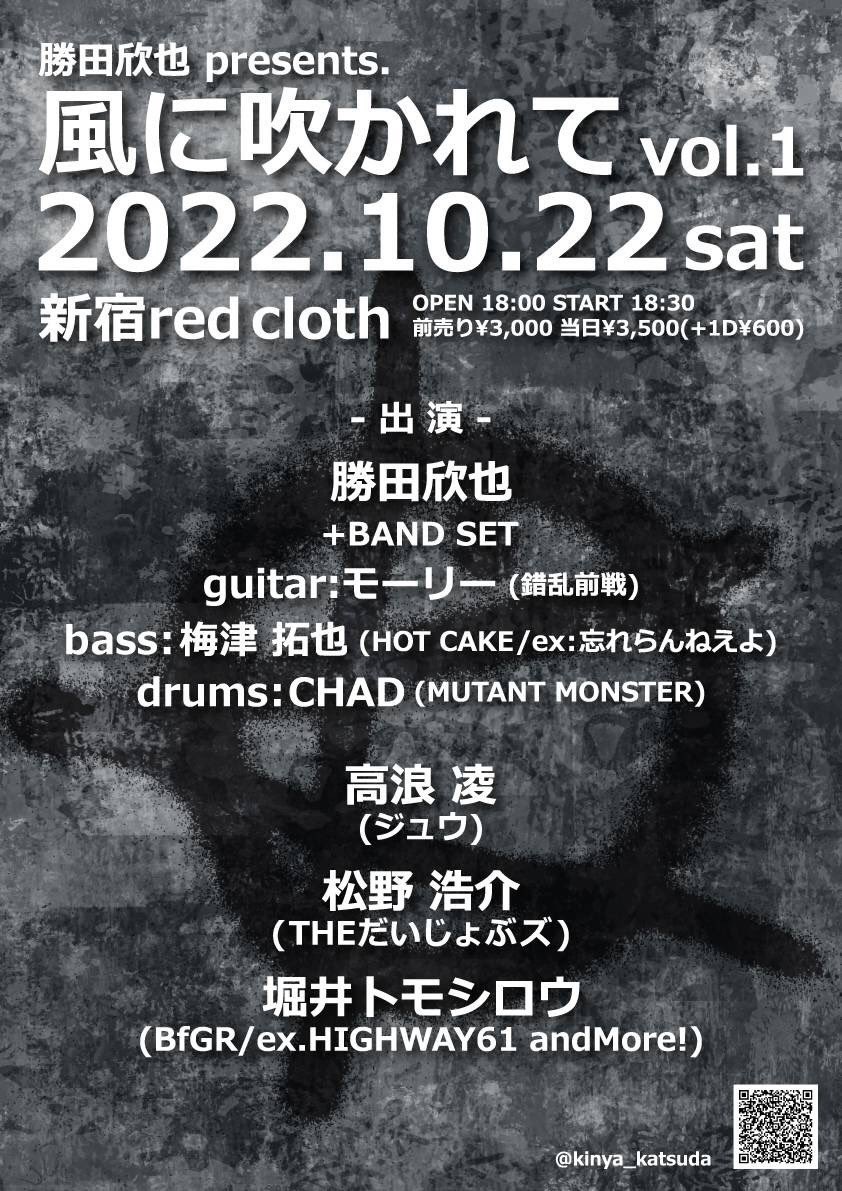 勝田欣也 presents.
風に吹かれて vol.1
2022.10.22 sat
新宿red cloth
OPEN 18:00 START 18:30
前売り¥3,000 当日¥3,500(+1D¥600)
- 出 演 -
勝田欣也
+BAND SET
guitar:モーリー (錯乱前戦)
bass:梅津 拓也 (HOT CAKE/ex:忘れらんねえよ)
drums:CHAD (MUTANT MONSTER)
高浪 凌
(ジュウ)
松野 浩介
(THEだいじょぶズ)
堀井トモシロウ
(BfGR/ex.HIGHWAY61 andMore!)
@kinya_katsuda